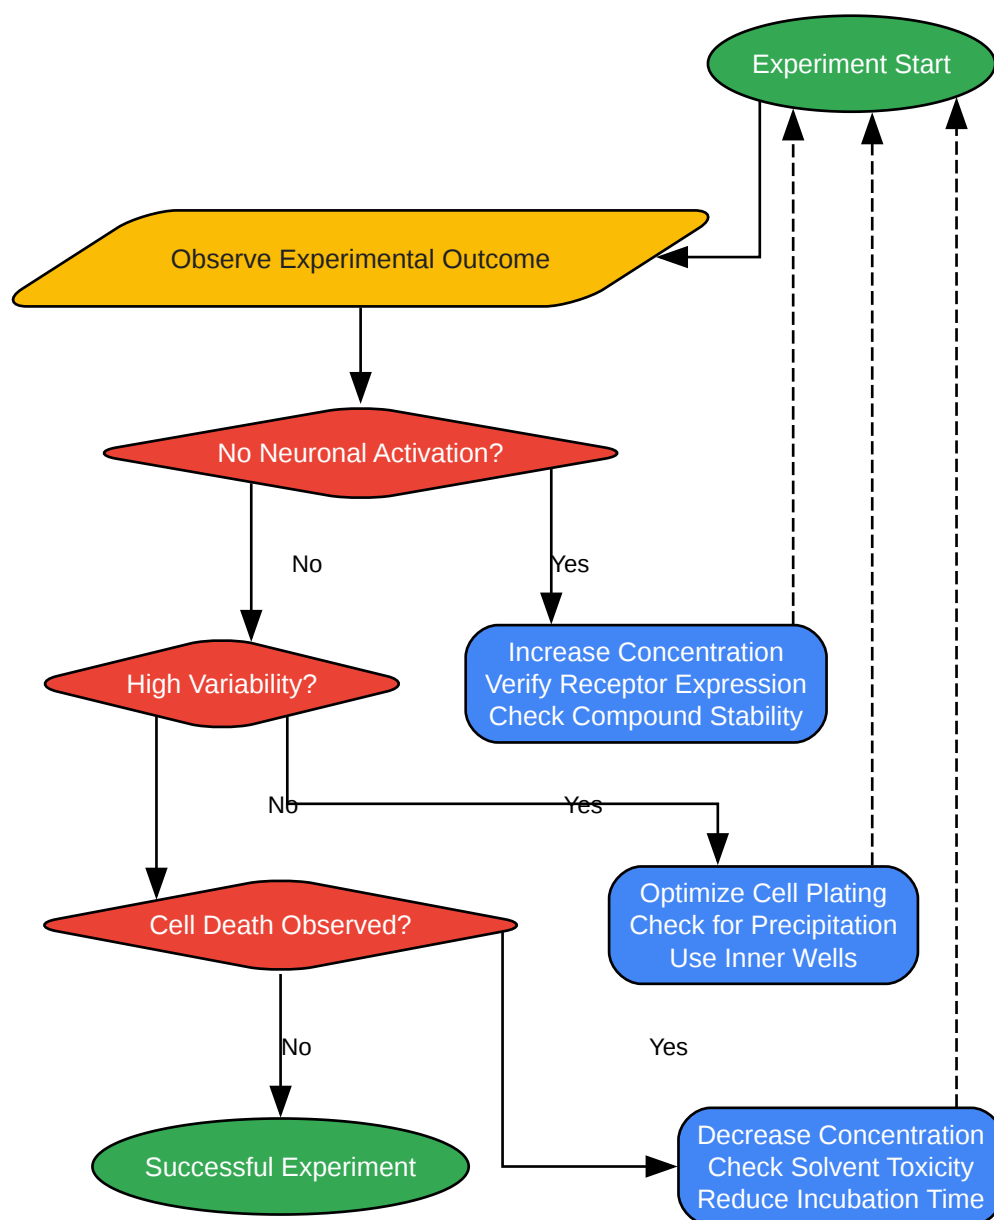 Experiment Start
Observe Experimental Outcome
No Neuronal Activation?
No
Yes
Increase Concentration
Verify Receptor Expression
Check Compound Stability
High Variability?
No
Yes
Optimize Cell Plating
Check for Precipitation
Use Inner Wells
Cell Death Observed?
No
Yes
Decrease Concentration
Check Solvent Toxicity
Reduce Incubation Time
Successful Experiment